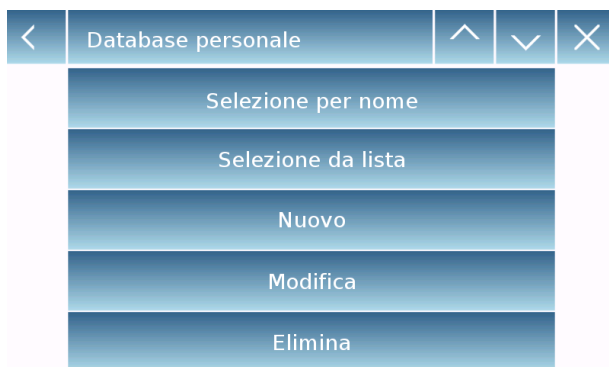 Database personale
Selezione per nome
Selezione da lista
Nuovo
Modifica
Elimina